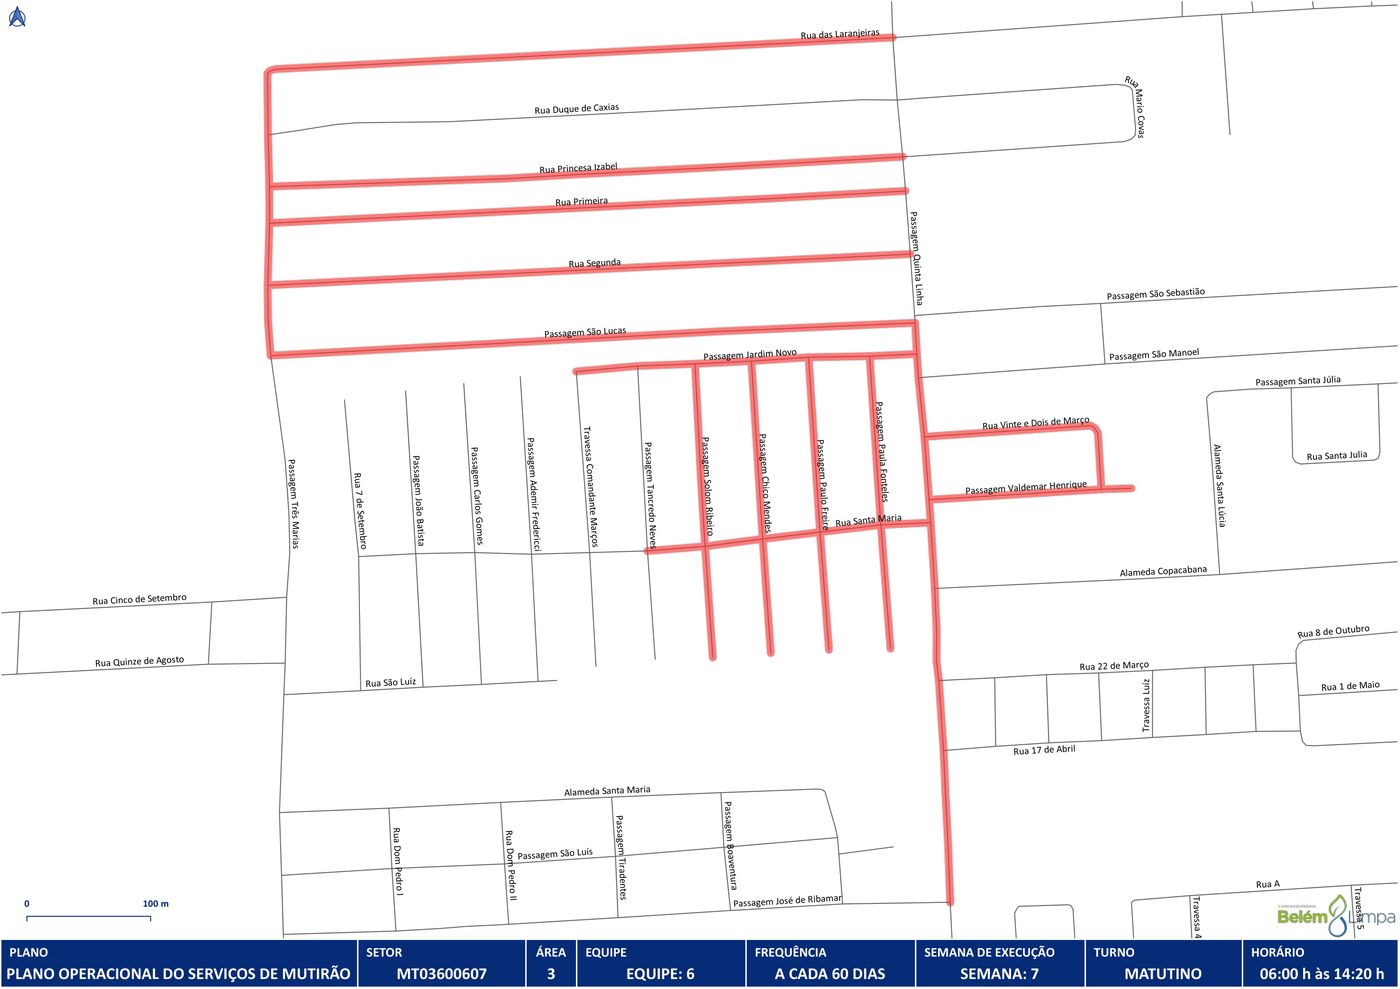 Rua das Laranjeiras
Rua Mario Covas
Rua Duque de Caxias
Rua Princesa Izabel
Rua Primeira
Passagem Quinta Linha
Rua Segunda
Passagem São Sebastião
Passagem São Lucas
Passagem Jardim Novo
Passagem São Manoel
Passagem Santa Júlia
Rua Vinte e Dois de Março
Rua Santa Julia
Alameda Santa Lúcia
Passagem Três Marias
Rua 7 de Setembro
Passagem João Batista
Passagem Carlos Gomes
Passagem Ademir Fredericci
Travessa Comandante Marços
Passagem Tancredo Neves
Passagem Solom Ribeiro
Passagem Chico Mendes
Passagem Paulo Freire
Passagem Paula Fonteles
Passagem Valdemar Henrique
Rua Santa Maria
Alameda Copacabana
Rua Cinco de Setembro
Rua Quinze de Agosto
Rua 8 de Outubro
Rua 22 de Março
Rua São Luíz
Travessa Luiz
Rua 1 de Maio
Rua 17 de Abril
Alameda Santa Maria
Rua Dom Pedro I
Rua Dom Pedro II
Passagem São Luís
Passagem Tiradentes
Passagem Boaventura
Passagem José de Ribamar
Rua A
Travessa 4
Travessa 5
0 100 m
CONCESSIONÁRIA
Belém Limpa
PLANO
PLANO OPERACIONAL DO SERVIÇOS DE MUTIRÃO
SETOR
MT03600607
ÁREA
3
EQUIPE
EQUIPE: 6
FREQUÊNCIA
A CADA 60 DIAS
SEMANA DE EXECUÇÃO
SEMANA: 7
TURNO
MATUTINO
HORÁRIO
06:00 h às 14:20 h